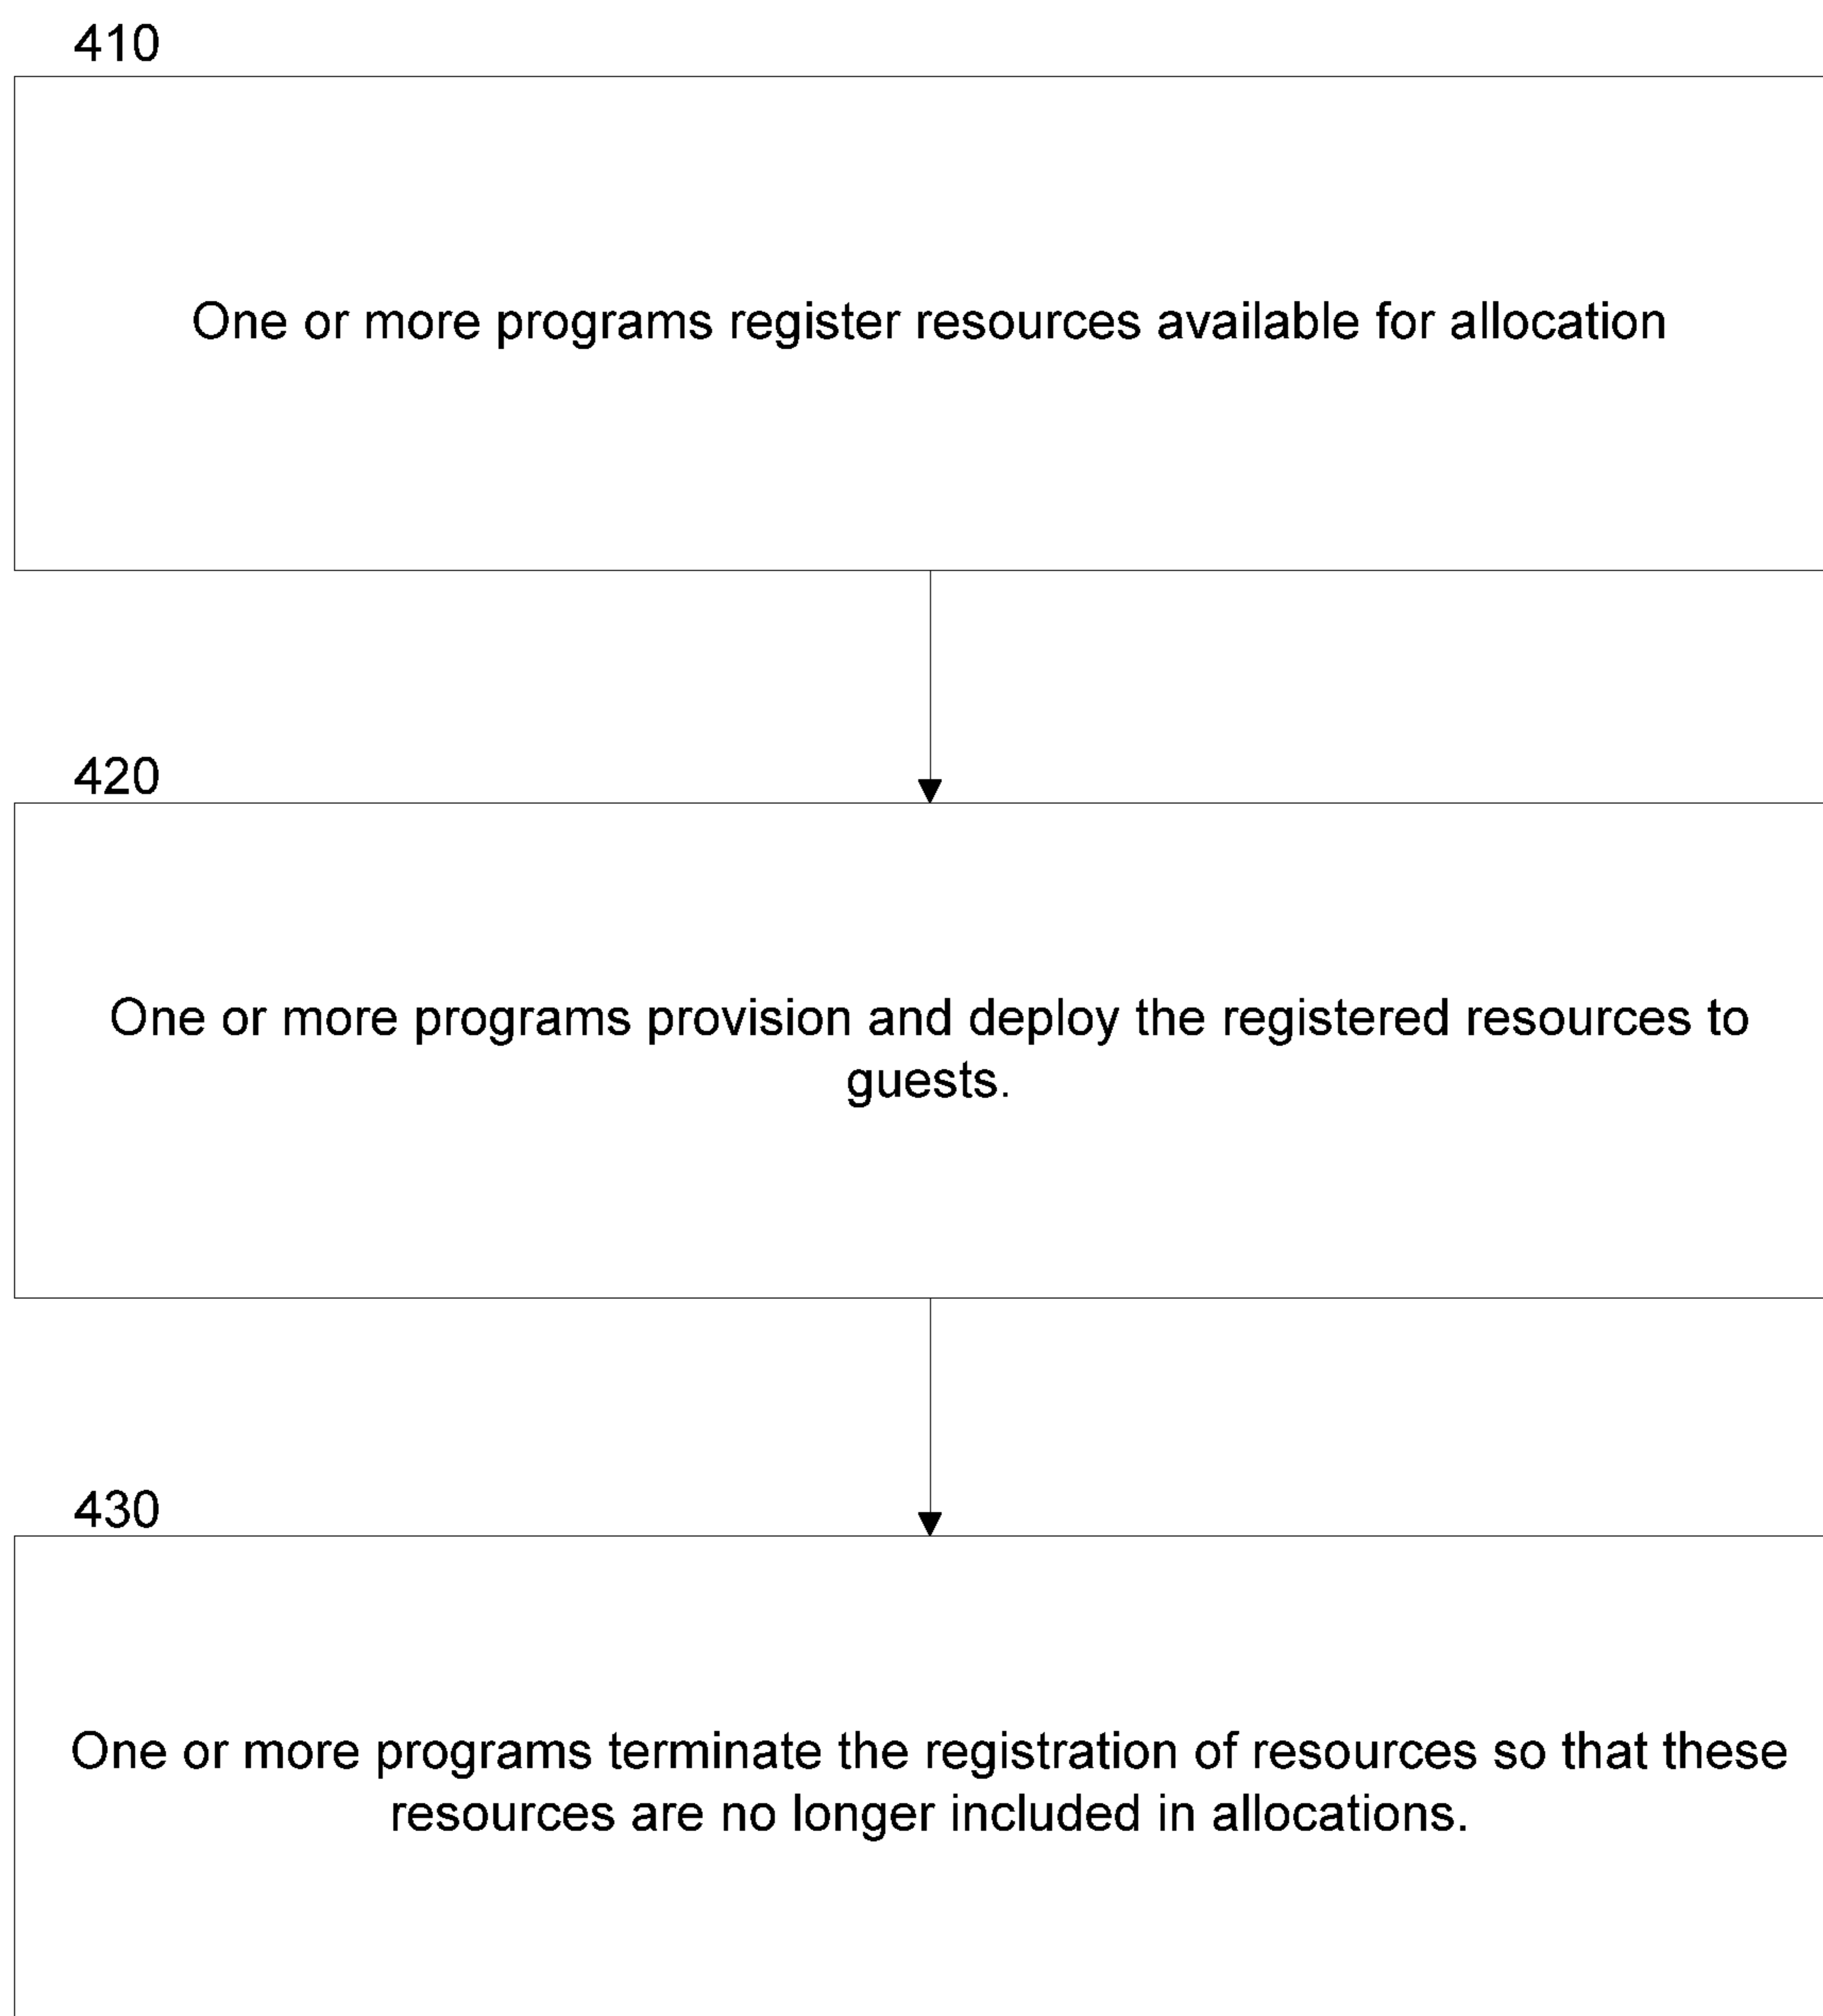 410
One or more programs register resources available for allocation
420
One or more programs provision and deploy the registered resources to
guests.
430
One or more programs terminate the registration of resources so that these
resources are no longer included in allocations.